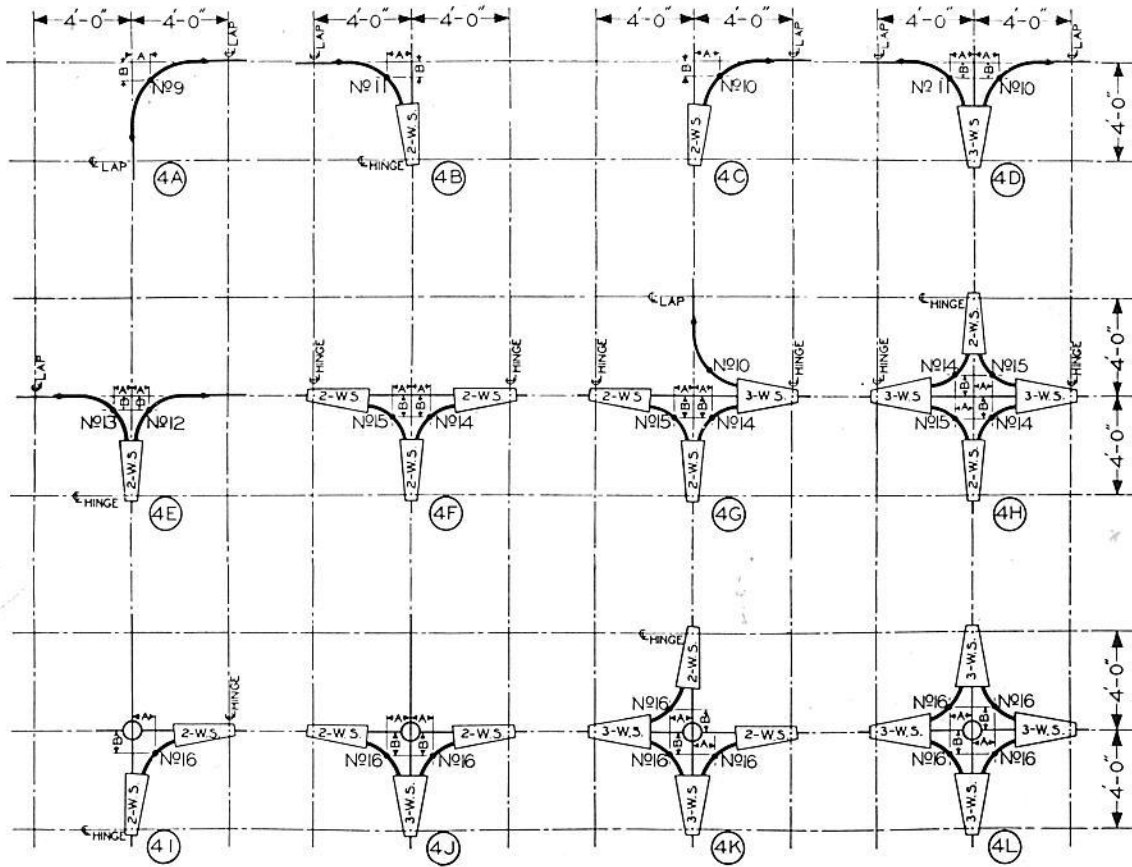 4'-0" 4'-0" 4'-0" 4'-0" 4'-0" 4'-0" 4'-0" 4'-0"
℄ LAP A ℄ LAP ℄ LAP A A ℄ LAP ℄ LAP A A ℄ LAP
B B B B B
Nº9 Nº11 Nº10 Nº11 Nº10
2-W.S. 2-W.S. 3-W.S. 4'-0"
℄ LAP ℄ HINGE
4A 4B 4C 4D
℄ LAP ℄ HINGE
2-W.S. 4'-0"
℄ LAP ℄ HINGE ℄ HINGE ℄ HINGE Nº10 ℄ HINGE Nº14 Nº15 ℄ HINGE
A A 2-W.S A A 2-W.S 2-W.S A A 3-W.S. 3-W.S B A 3-W.S.
B B B B B B A B
Nº13 Nº12 Nº15 Nº14 Nº15 Nº14 Nº15 Nº14
2-W.S. 2-W.S. 2-W.S. 2-W.S. 4'-0"
℄ HINGE
4E 4F 4G 4H
℄ HINGE 2-W.S. 3-W.S. 4'-0"
℄ HINGE Nº16 Nº16 Nº16
A 2-W.S. 2-W.S. A A 2-W.S. 3-W.S. A B 2-W.S. 3-W.S. A B 3-W.S.
B B B B A B A
Nº16 Nº16 Nº16 Nº16 Nº16 Nº16 Nº16
2-W.S. 3-W.S. 3-W.S. 3-W.S. 4'-0"
℄ HINGE
4I 4J 4K 4L